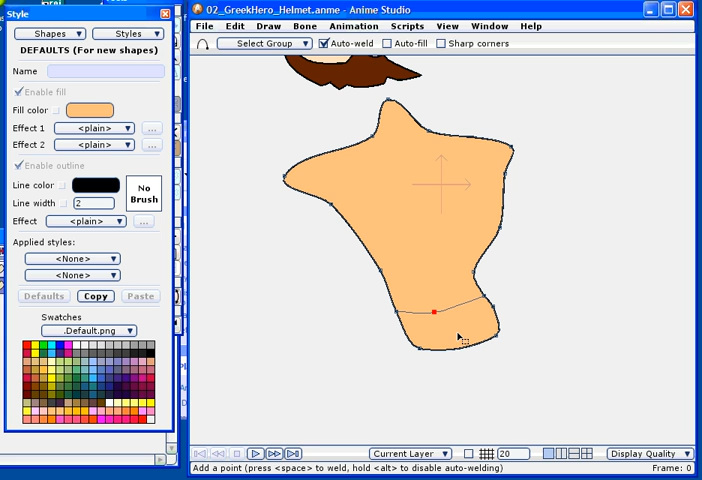 Style
Shapes
Styles
DEFAULTS (For new shapes)
Name
Enable fill
Fill color
Effect 1
<plain>
...
Effect 2
<plain>
...
Enable outline
Line color
No
Brush
Line width
2
Effect
<plain>
...
Applied styles:
<None>
<None>
Defaults
Copy
Paste
Swatches
.Default.png
02_GreekHero_Helmet.anme - Anime Studio
File Edit Draw Bone Animation Scripts View Window Help
Select Group
Auto-weld
Auto-fill
Sharp corners
Current Layer
20
Display Quality
Add a point (press <space> to weld, hold <alt> to disable auto-welding)
Frame: 0